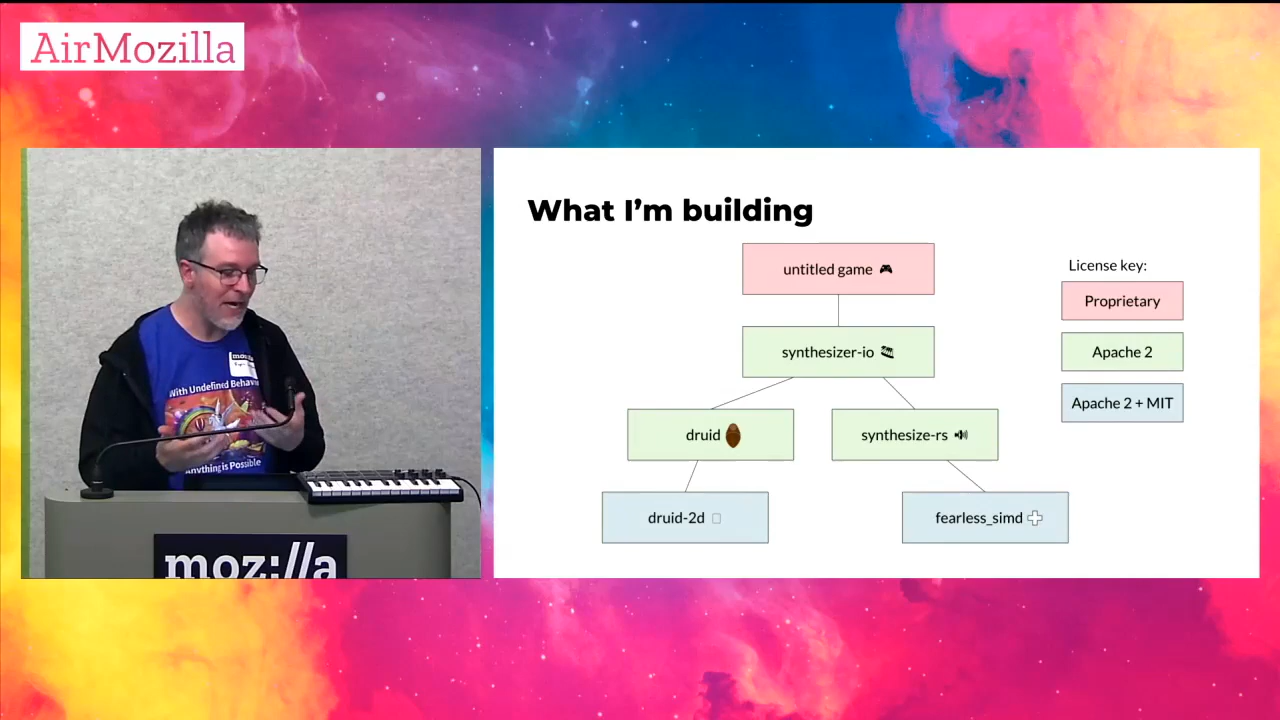 AirMozilla
What I'm building
untitled game
synthesizer-io
druid
synthesize-rs
druid-2d
fearless_simd
License key:
Proprietary
Apache 2
Apache 2 + MIT
With Undefined Behavior
Anything is Possible
moz://a